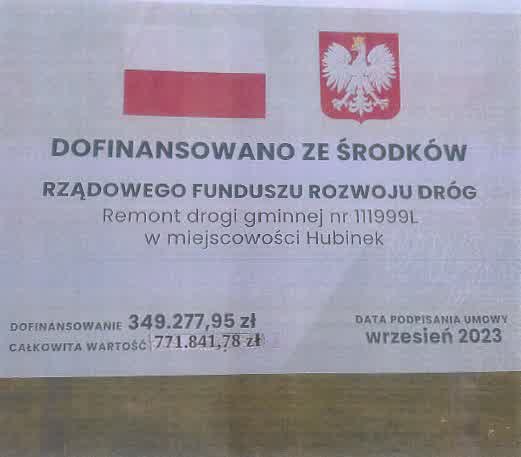 DOFINANSOWANO ZE ŚRODKÓW
RZĄDOWEGO FUNDUSZU ROZWOJU DRÓG
Remont drogi gminnej nr 111999L
w miejscowości Hubinek
DOFINANSOWANIE 349.277,95 zł
CAŁKOWITA WARTOŚĆ 771.841,78 zł
DATA PODPISANIA UMOWY
wrzesień 2023